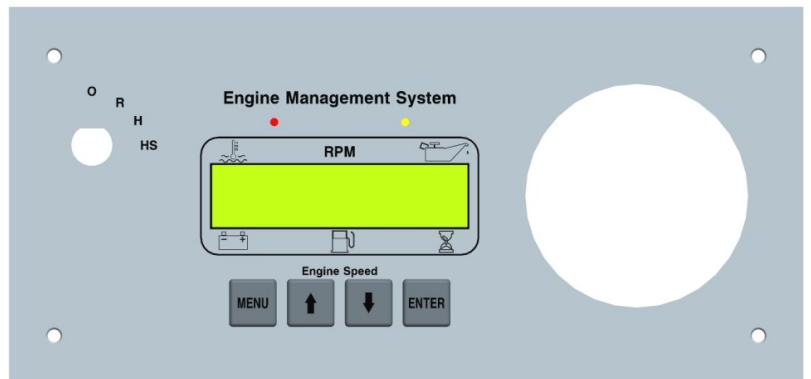 O
R
H
HS
Engine Management System
RPM
Engine Speed
MENU
ENTER